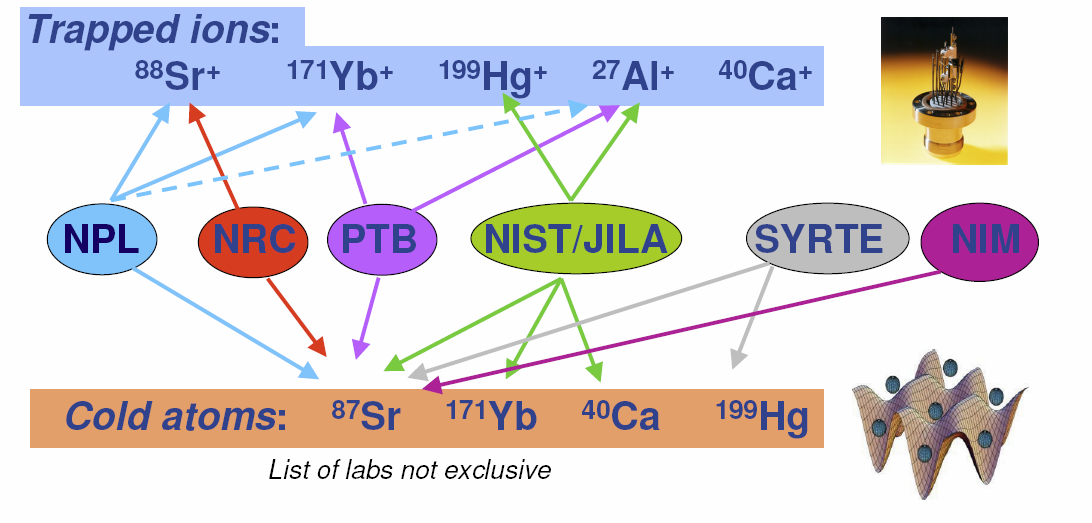 Trapped ions:
⁸⁸Sr+ ¹⁷¹Yb+ ¹⁹⁹Hg+ ²⁷Al+ ⁴⁰Ca+
NPL NRC PTB NIST/JILA SYRTE NIM
Cold atoms: ⁸⁷Sr ¹⁷¹Yb ⁴⁰Ca ¹⁹⁹Hg
List of labs not exclusive